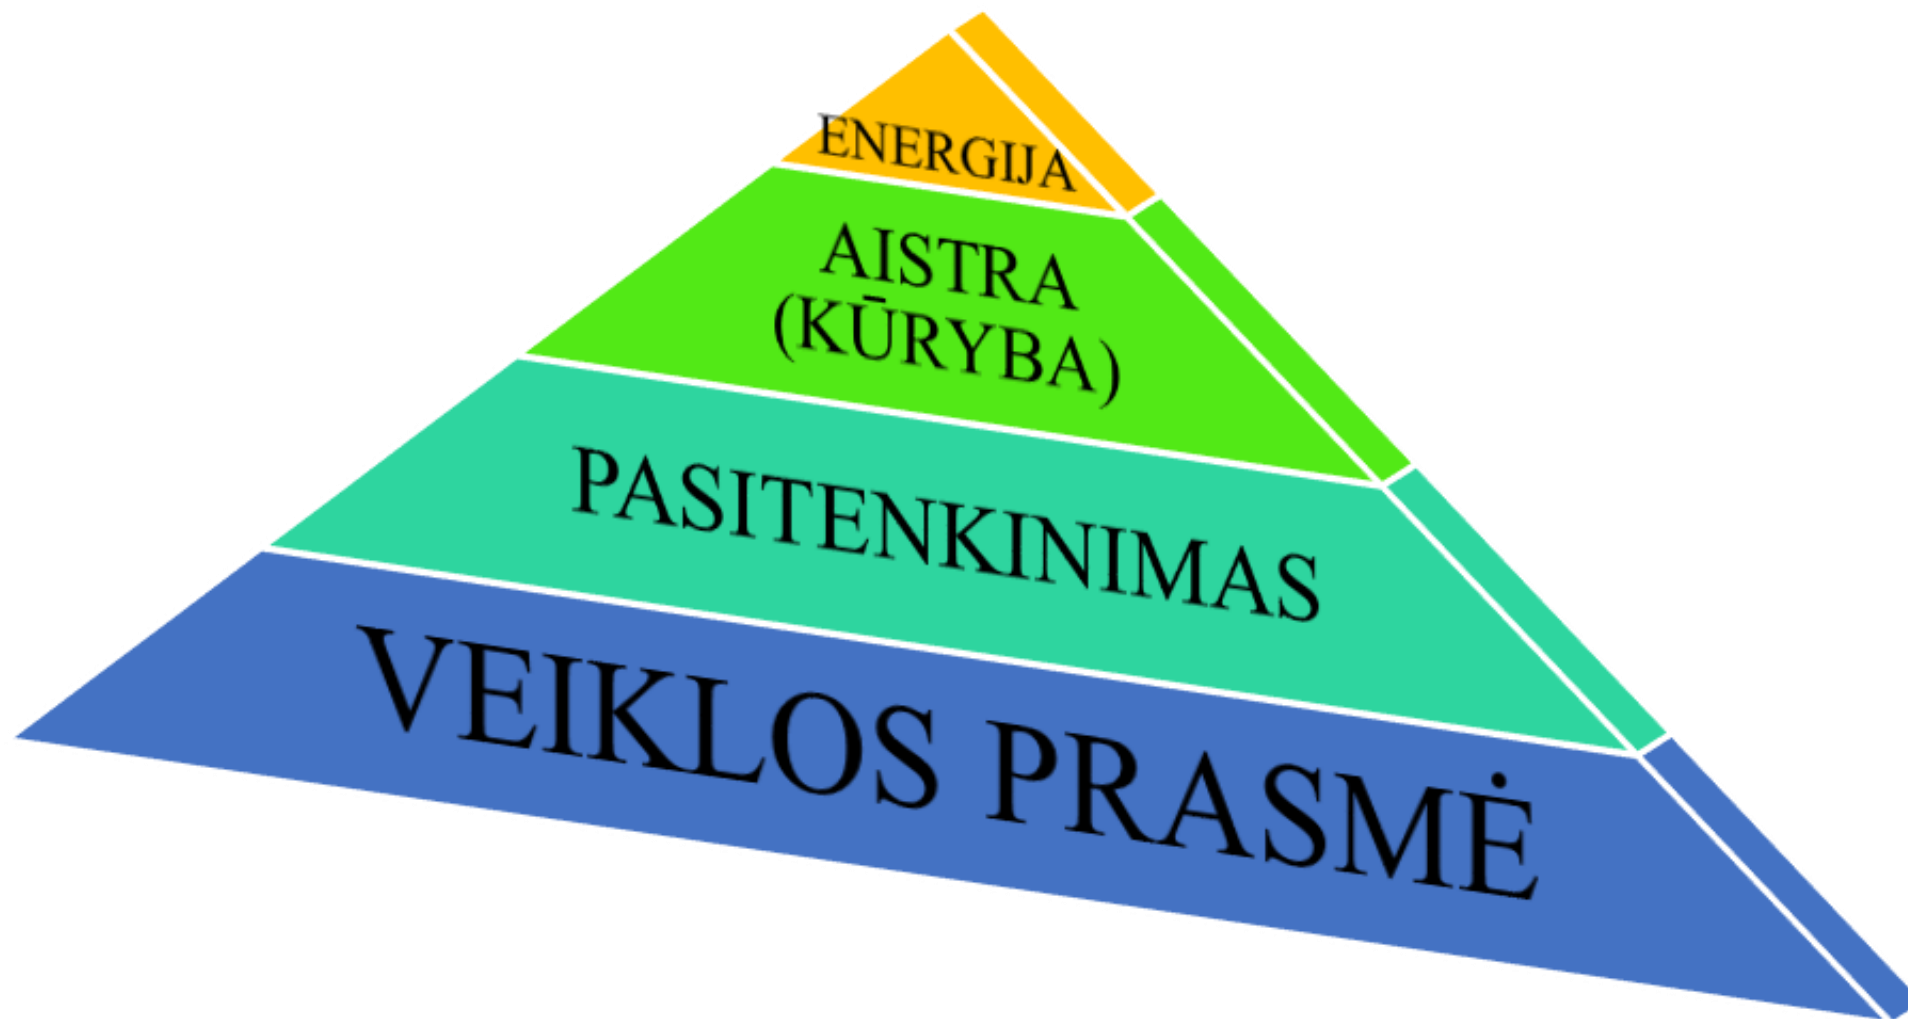 ENERGIJA
AISTRA
(KŪRYBA)
PASITENKINIMAS
VEIKLOS PRASMĖ